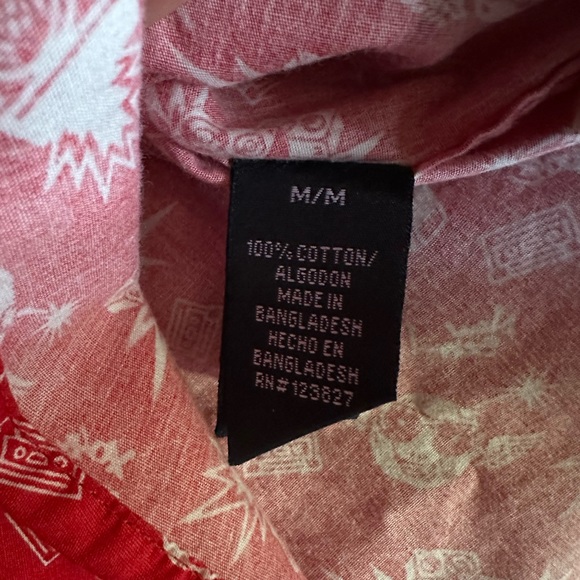 M/M
100% COTTON/
ALGODON
MADE IN
BANGLADESH
HECHO EN
BANGLADESH
RN#123827